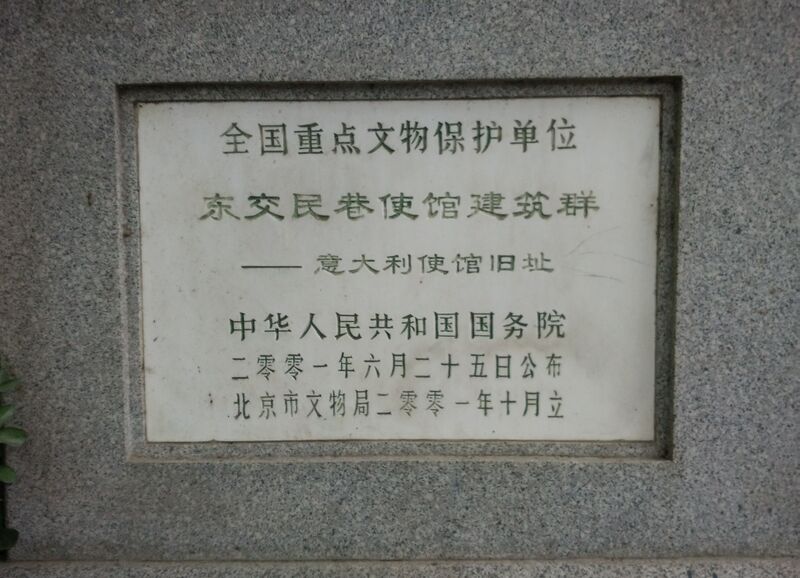 全国重点文物保护单位
东交民巷使馆建筑群
—— 意大利使馆旧址
中华人民共和国国务院
二零零一年六月二十五日公布
北京市文物局二零零一年十月立